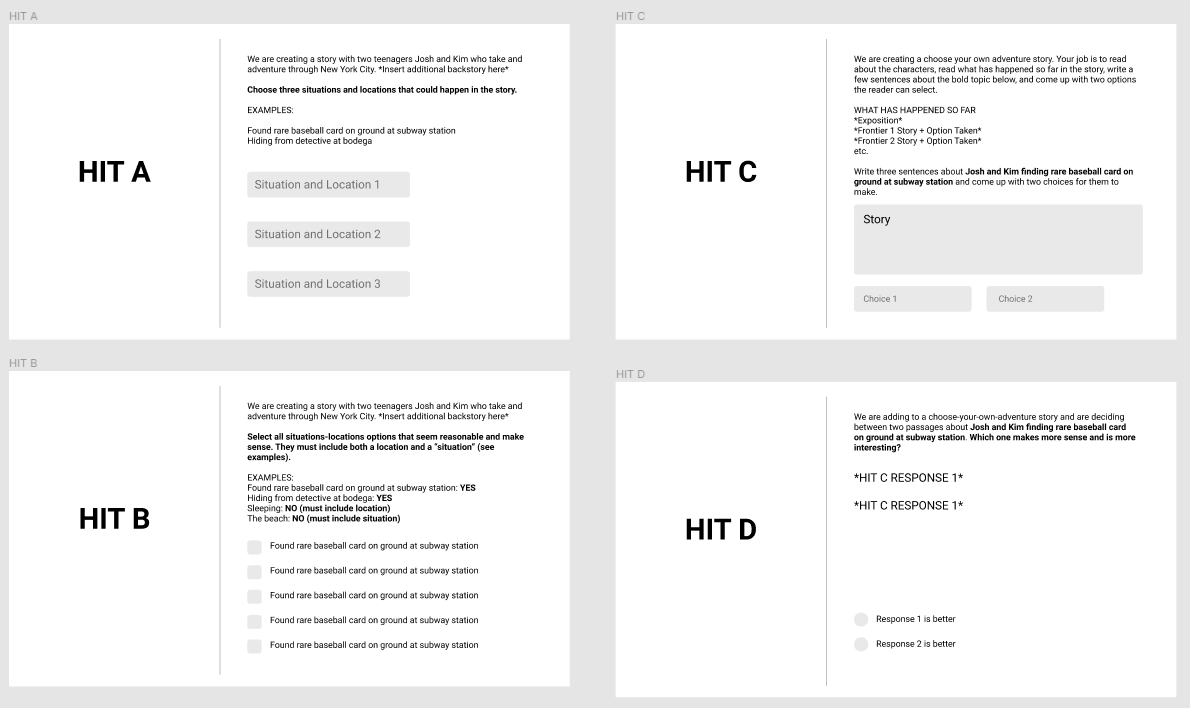 HIT A
HIT A
We are creating a story with two teenagers Josh and Kim who take and
adventure through New York City. *Insert additional backstory here*
Choose three situations and locations that could happen in the story.
EXAMPLES:
Found rare baseball card on ground at subway station
Hiding from detective at bodega
Situation and Location 1
Situation and Location 2
Situation and Location 3
HIT B
HIT B
We are creating a story with two teenagers Josh and Kim who take and
adventure through New York City. *Insert additional backstory here*
Select all situations-locations options that seem reasonable and make
sense. They must include both a location and a "situation" (see
examples).
EXAMPLES:
Found rare baseball card on ground at subway station: YES
Hiding from detective at bodega: YES
Sleeping: NO (must include location)
The beach: NO (must include situation)
Found rare baseball card on ground at subway station
Found rare baseball card on ground at subway station
Found rare baseball card on ground at subway station
Found rare baseball card on ground at subway station
Found rare baseball card on ground at subway station
HIT C
HIT C
We are creating a choose your own adventure story. Your job is to read
about the characters, read what has happened so far in the story, write a
few sentences about the bold topic below, and come up with two options
the reader can select.
WHAT HAS HAPPENED SO FAR
*Exposition*
*Frontier 1 Story + Option Taken*
*Frontier 2 Story + Option Taken*
etc.
Write three sentences about Josh and Kim finding rare baseball card on
ground at subway station and come up with two choices for them to
make.
Story
Choice 1
Choice 2
HIT D
HIT D
We are adding to a choose-your-own-adventure story and are deciding
between two passages about Josh and Kim finding rare baseball card
on ground at subway station. Which one makes more sense and is more
interesting?
*HIT C RESPONSE 1*
*HIT C RESPONSE 1*
Response 1 is better
Response 2 is better